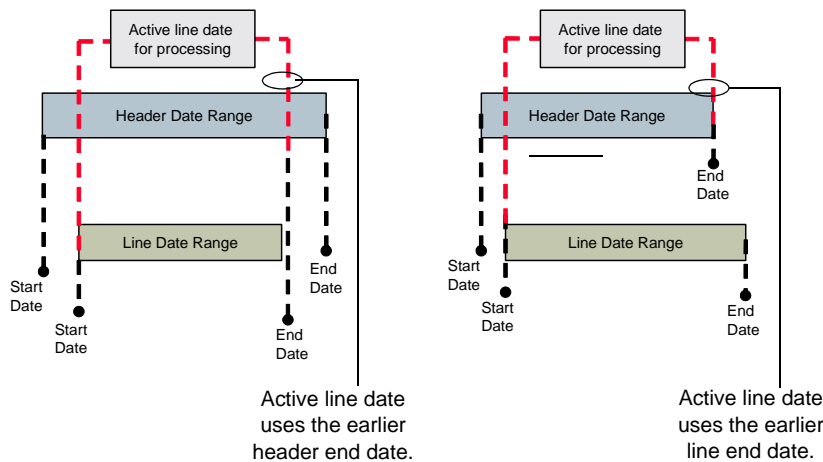 Active line date
for processing
Header Date Range
Line Date Range
Start
Date
Start
Date
End
Date
End
Date
Active line date
uses the earlier
header end date.
Active line date
for processing
Header Date Range
End
Date
Line Date Range
Start
Date
Start
Date
End
Date
Active line date
uses the earlier
line end date.